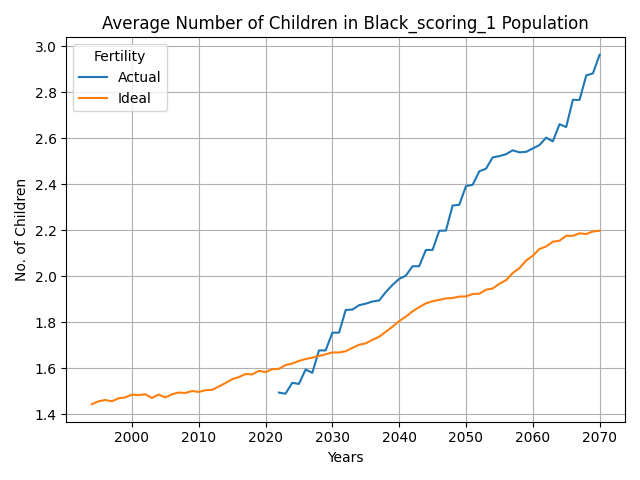 Average Number of Children in Black_scoring_1 Population
Fertility
Actual
Ideal
No. of Children
3.0
2.8
2.6
2.4
2.2
2.0
1.8
1.6
1.4
2000 2010 2020 2030 2040 2050 2060 2070
Years